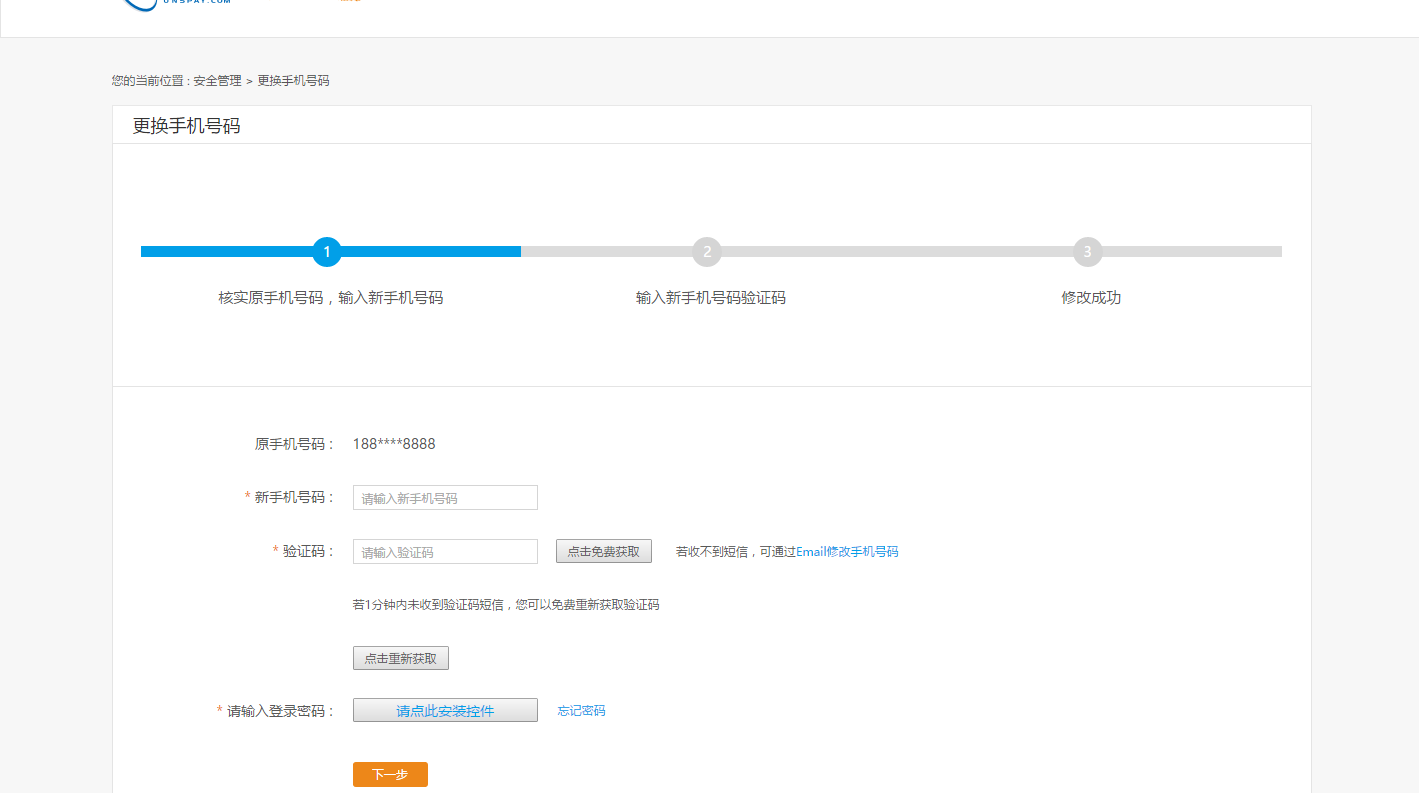 UNSPAY.COM
您的当前位置 : 安全管理 > 更换手机号码
更换手机号码
1 2 3
核实原手机号码，输入新手机号码 输入新手机号码验证码 修改成功
原手机号码： 188****8888
* 新手机号码： 请输入新手机号码
* 验证码： 请输入验证码 点击免费获取 若收不到短信，可通过Email修改手机号码
若1分钟内未收到验证码短信，您可以免费重新获取验证码
点击重新获取
* 请输入登录密码： 请点此安装控件 忘记密码
下一步